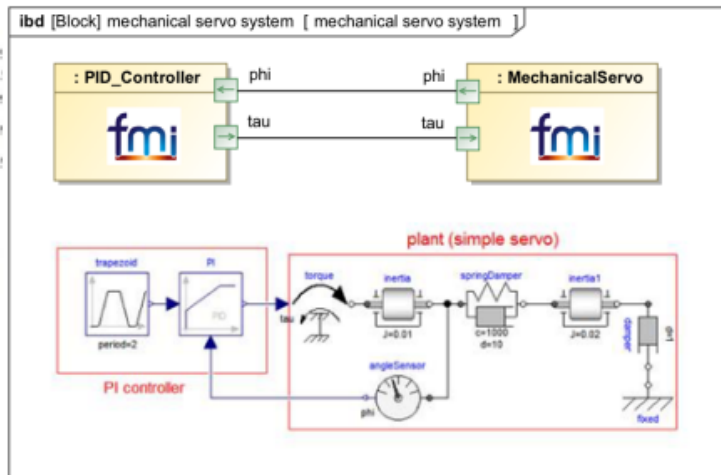 ibd [Block] mechanical servo system [ mechanical servo system ]
: PID_Controller
phi
phi
: MechanicalServo
fmi
tau
tau
fmi
plant (simple servo)
trapezoid
PI
torque
inertia
springDamper
inertia1
PID
tau
period=2
J=0.01
c=1000
d=10
J=0.02
damper
d=1
PI controller
angleSensor
phi
fixed